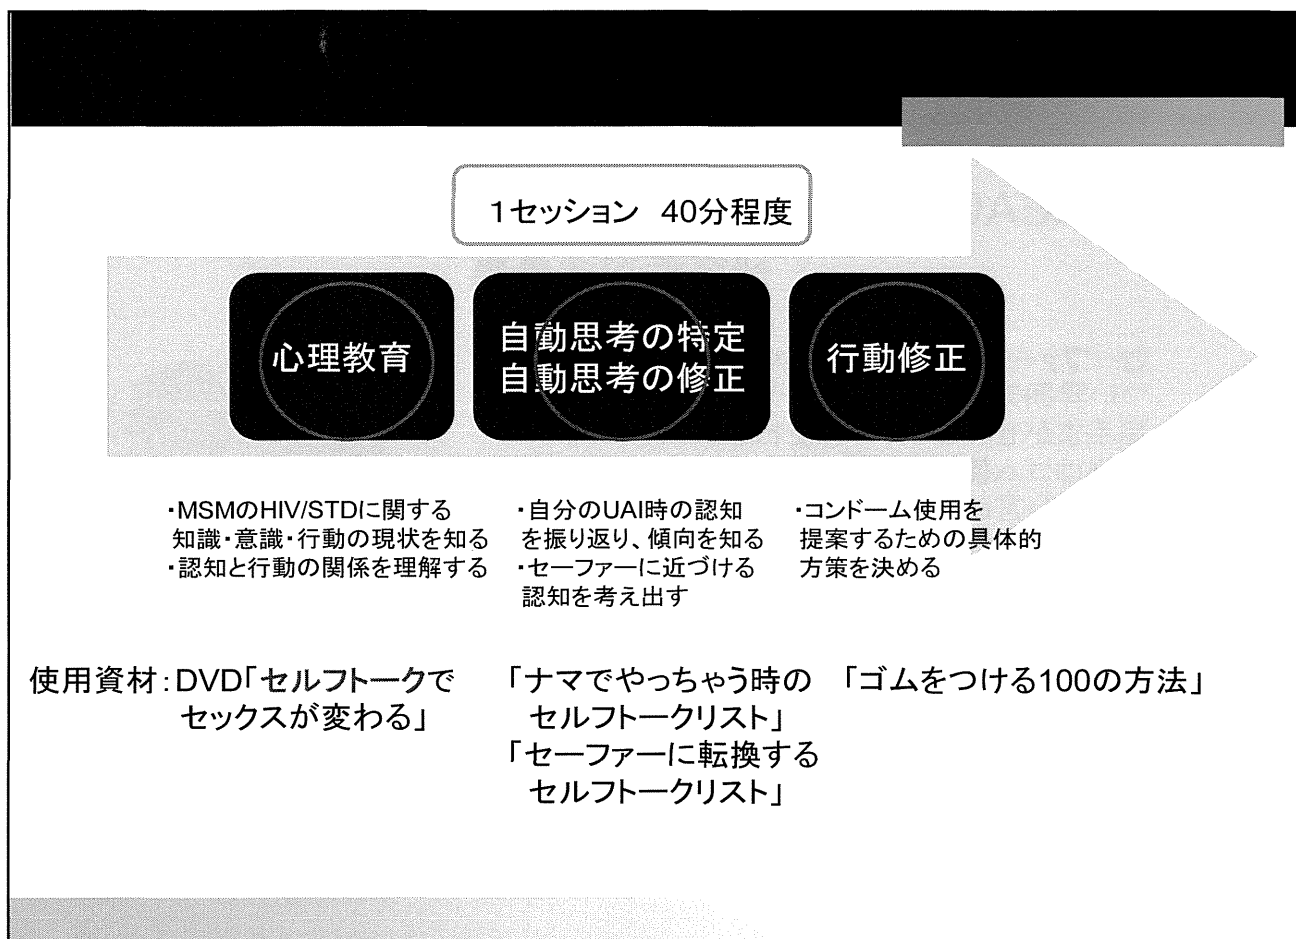 1セッション 40分程度
心理教育
自動思考の特定
自動思考の修正
行動修正
・MSMのHIV/STDに関する
知識・意識・行動の現状を知る
・認知と行動の関係を理解する
・自分のUAI時の認知
を振り返り、傾向を知る
・セーファーに近づける
認知を考え出す
・コンドーム使用を
提案するための具体的
方策を決める
使用資材:DVD「セルフトークで
セックスが変わる」
「ナマでやっちゃう時の
セルフトークリスト」
「セーファーに転換する
セルフトークリスト」
「ゴムをつける100の方法」